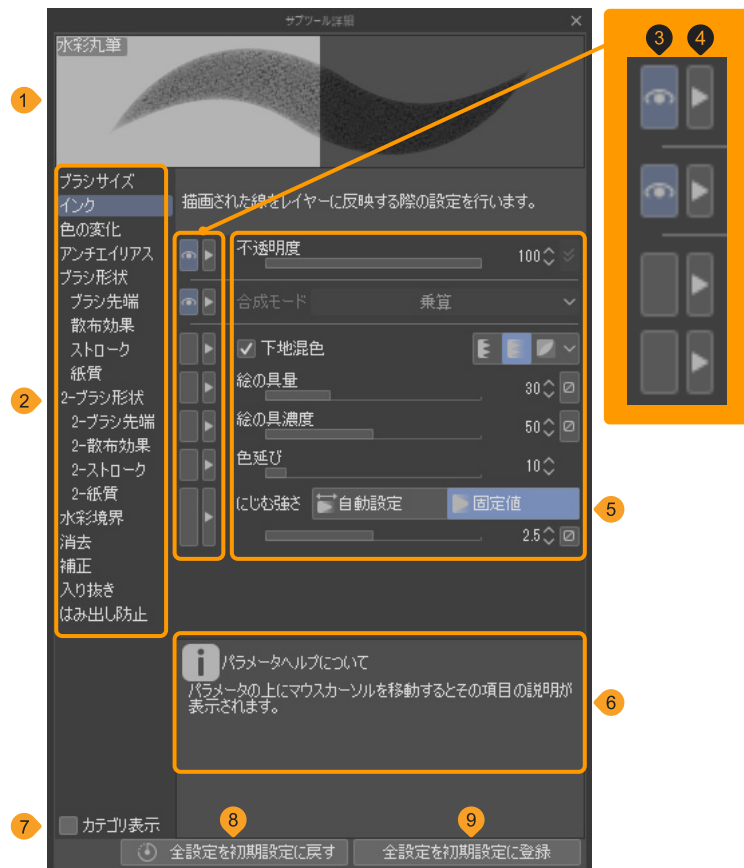 サブツール詳細
水彩丸筆
3 4
1
ブラシサイズ
インク
色の変化
アンチエイリアス
ブラシ形状
ブラシ先端
散布効果
ストローク
紙質
2-ブラシ形状
2-ブラシ先端
2-散布効果
2-ストローク
2-紙質
水彩境界
消去
補正
入り抜き
はみ出し防止
2
描画された線をレイヤーに反映する際の設定を行います。
不透明度 100
合成モード 乗算
下地混色
絵の具量 30
絵の具濃度 50
色延び 10
にじむ強さ 自動設定 固定値
2.5
5
i パラメータヘルプについて
パラメータの上にマウスカーソルを移動するとその項目の説明が
表示されます。
6
7 カテゴリ表示
8 9
全設定を初期設定に戻す 全設定を初期設定に登録